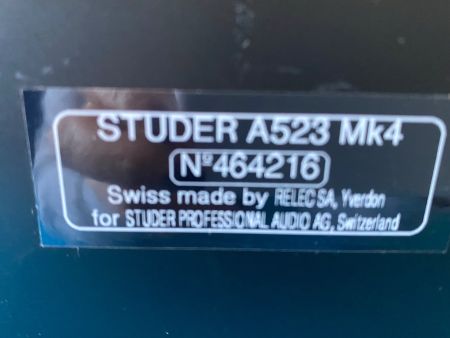 STUDER A523 Mk4
Nº464216
Swiss made by RELEC SA, Yverdon
for STUDER PROFESSIONAL AUDIO AG, Switzerland